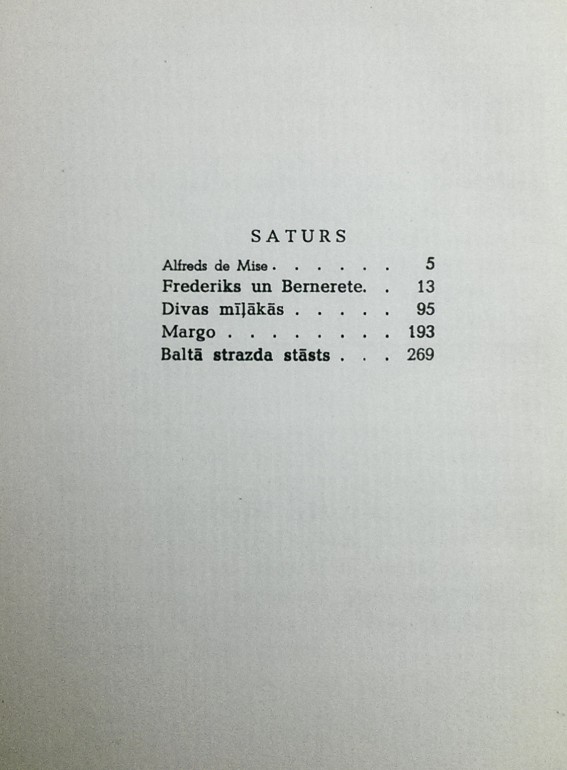 SATURS
Alfreds de Mise . . . . . . 5
Frederiks un Bernerete. . 13
Divas mīļākās . . . . . 95
Margo . . . . . . . . 193
Baltā strazda stāsts . . . 269